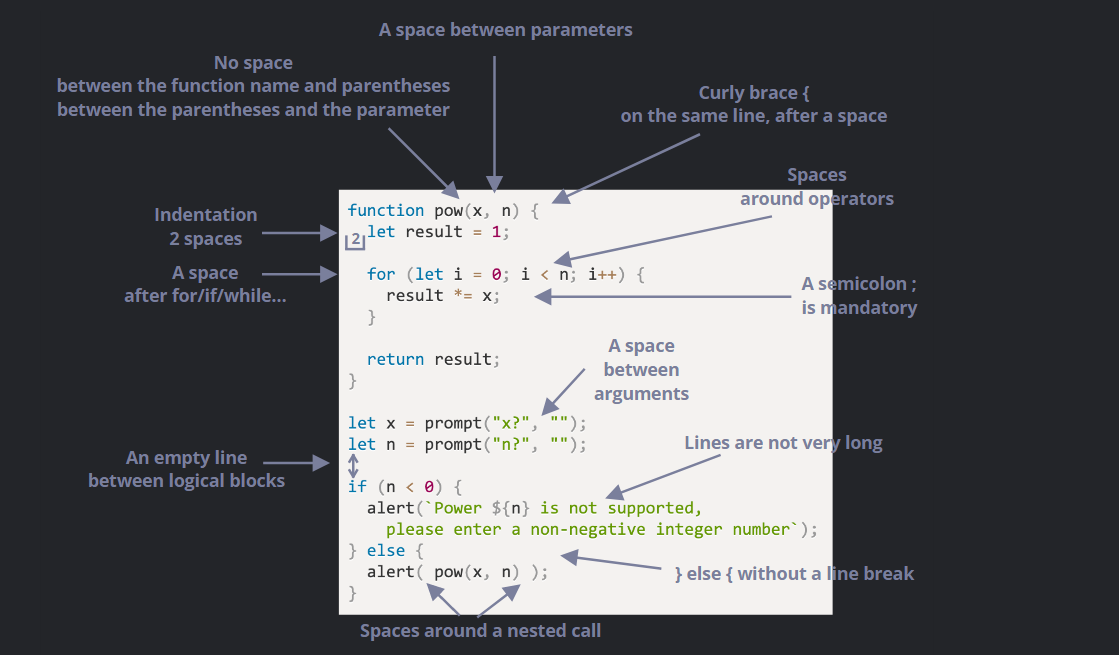 A space between parameters
No space
between the function name and parentheses
between the parentheses and the parameter
Curly brace {
on the same line, after a space
Spaces
around operators
Indentation
2 spaces
A space
after for/if/while...
A semicolon ;
is mandatory
function pow(x, n) {
2
  let result = 1;
  for (let i = 0; i < n; i++) {
    result *= x;
  }
  return result;
}
A space
between
arguments
let x = prompt("x?", "");
let n = prompt("n?", "");
Lines are not very long
An empty line
between logical blocks
if (n < 0) {
  alert(`Power ${n} is not supported,
    please enter a non-negative integer number`);
} else {
  alert( pow(x, n) );
}
} else { without a line break
Spaces around a nested call